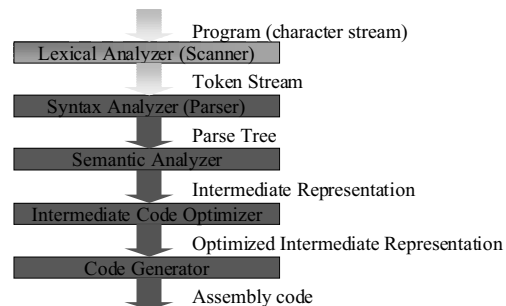 Program (character stream)
Lexical Analyzer (Scanner)
Token Stream
Syntax Analyzer (Parser)
Parse Tree
Semantic Analyzer
Intermediate Representation
Intermediate Code Optimizer
Optimized Intermediate Representation
Code Generator
Assembly code